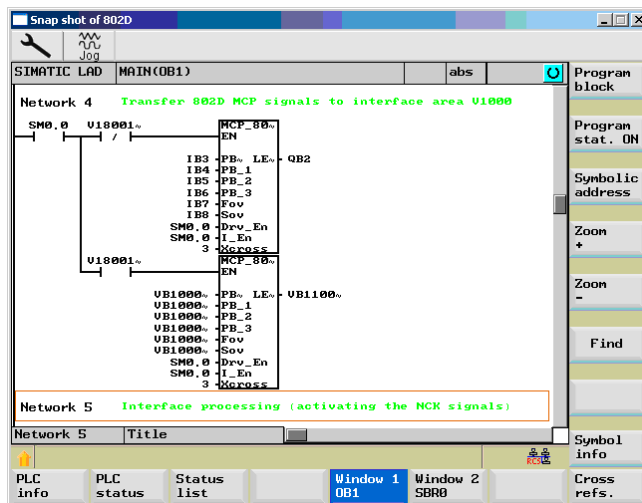 Snap shot of 802D
Jog
SIMATIC LAD MAIN(OB1) abs
Network 4 Transfer 802D MCP signals to interface area V1000
SM0.0 V18001~ MCP_80~
/ EN
IB3 PB~ LE~ QB2
IB4 PB_1
IB5 PB_2
IB6 PB_3
IB7 Fov
IB8 Sov
SM0.0 Drv_En
SM0.0 I_En
3 Xcross
V18001~ MCP_80~
EN
VB1000~ PB~ LE~ VB1100~
VB1000~ PB_1
VB1000~ PB_2
VB1000~ PB_3
VB1000~ Fov
VB1000~ Sov
SM0.0 Drv_En
SM0.0 I_En
3 Xcross
Network 5 Interface processing (activating the NCK signals)
Network 5 Title
Program
block
Program
stat. ON
Symbolic
address
Zoom
+
Zoom
-
Find
Symbol
info
Cross
refs.
RCS
PLC
info
PLC
status
Status
list
Window 1
OB1
Window 2
SBR0